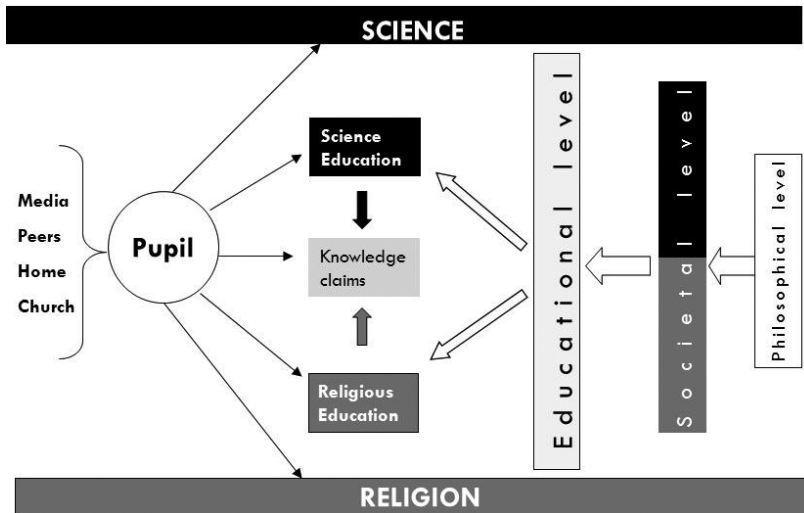 SCIENCE
Media
Peers
Home
Church
Pupil
Science
Education
Knowledge
claims
Religious
Education
Educational level
Societal level
Philosophical level
RELIGION